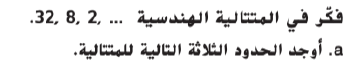 فكّر في المتتالية الهندسية ... ,2 ,8 ,32.
a. أوجد الحدود الثلاثة التالية للمتتالية.